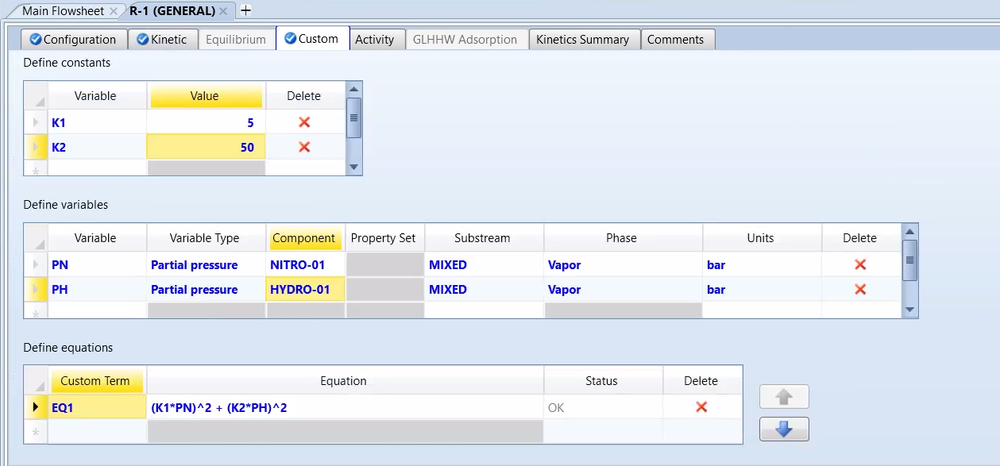 Main Flowsheet R-1 (GENERAL) +
Configuration Kinetic Equilibrium Custom Activity GLHHW Adsorption Kinetics Summary Comments
Define constants
Variable Value Delete
K1 5
K2 50
*
Define variables
Variable Variable Type Component Property Set Substream Phase Units Delete
PN Partial pressure NITRO-01 MIXED Vapor bar
PH Partial pressure HYDRO-01 MIXED Vapor bar
*
Define equations
Custom Term Equation Status Delete
EQ1 (K1*PN)^2 + (K2*PH)^2 OK
*